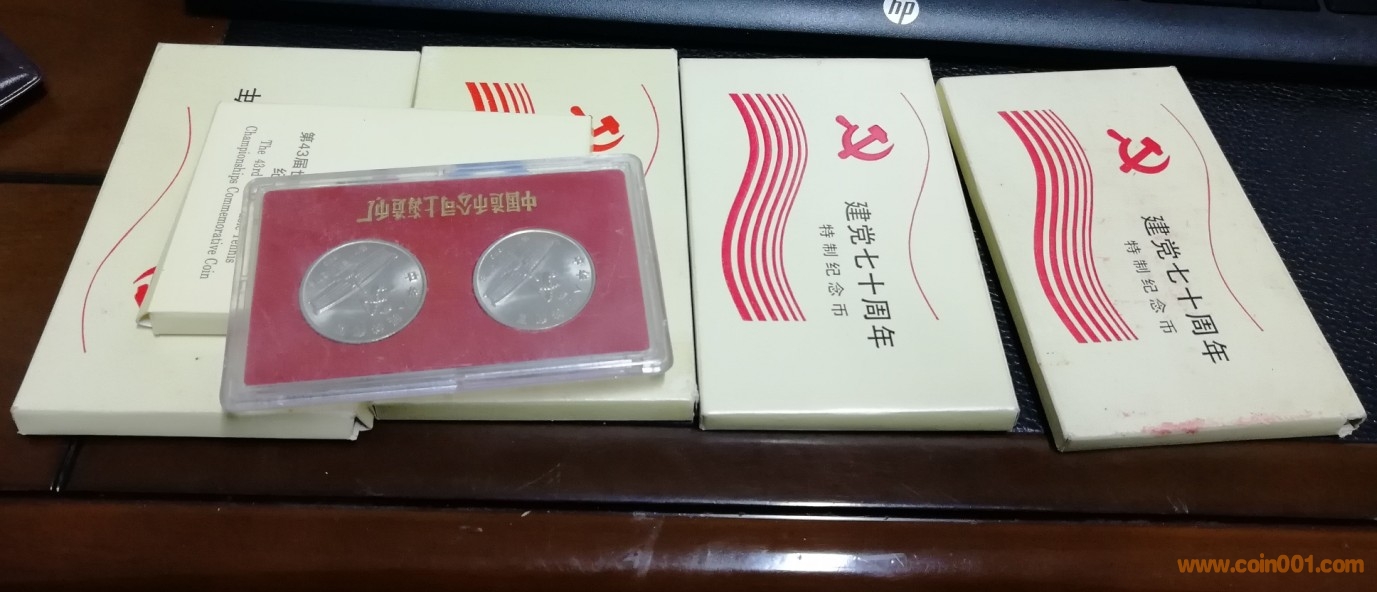 hp
第43届世
The 43rd
Tennis
Championships Commemorative Coin
中国造币公司上海造币厂
建党七十周年
特制纪念币
建党七十周年
特制纪念币
www.coin001.com